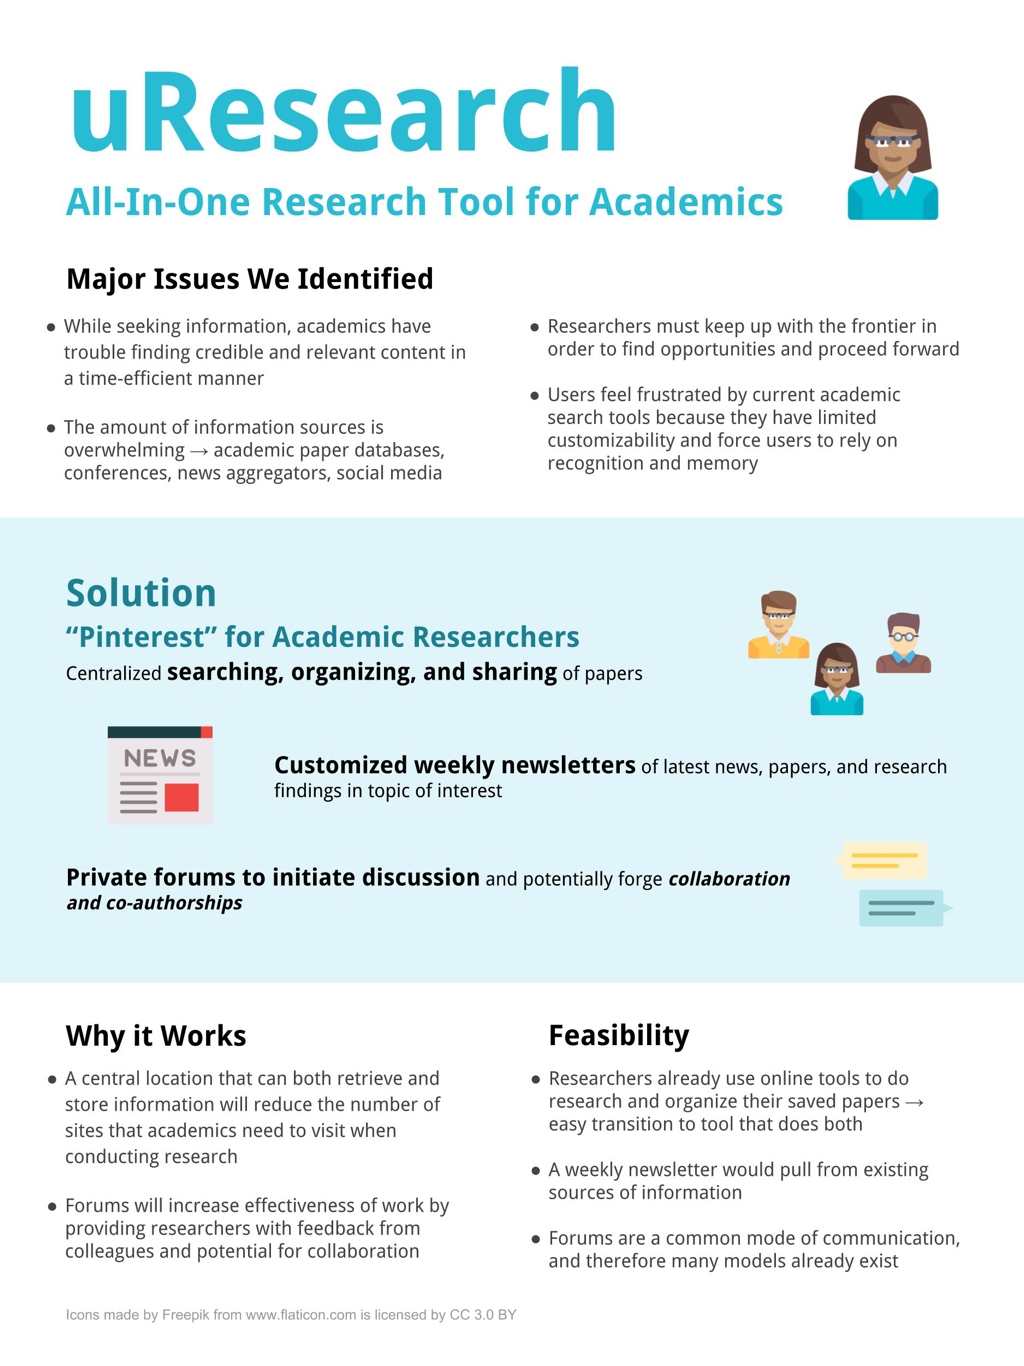 uResearch
All-In-One Research Tool for Academics
Major Issues We Identified
● While seeking information, academics have
trouble finding credible and relevant content in
a time-efficient manner
● The amount of information sources is
overwhelming → academic paper databases,
conferences, news aggregators, social media
● Researchers must keep up with the frontier in
order to find opportunities and proceed forward
● Users feel frustrated by current academic
search tools because they have limited
customizability and force users to rely on
recognition and memory
Solution
“Pinterest” for Academic Researchers
Centralized searching, organizing, and sharing of papers
NEWS
Customized weekly newsletters of latest news, papers, and research
findings in topic of interest
Private forums to initiate discussion and potentially forge collaboration
and co-authorships
Why it Works
● A central location that can both retrieve and
store information will reduce the number of
sites that academics need to visit when
conducting research
● Forums will increase effectiveness of work by
providing researchers with feedback from
colleagues and potential for collaboration
Feasibility
● Researchers already use online tools to do
research and organize their saved papers →
easy transition to tool that does both
● A weekly newsletter would pull from existing
sources of information
● Forums are a common mode of communication,
and therefore many models already exist
Icons made by Freepik from www.flaticon.com is licensed by CC 3.0 BY